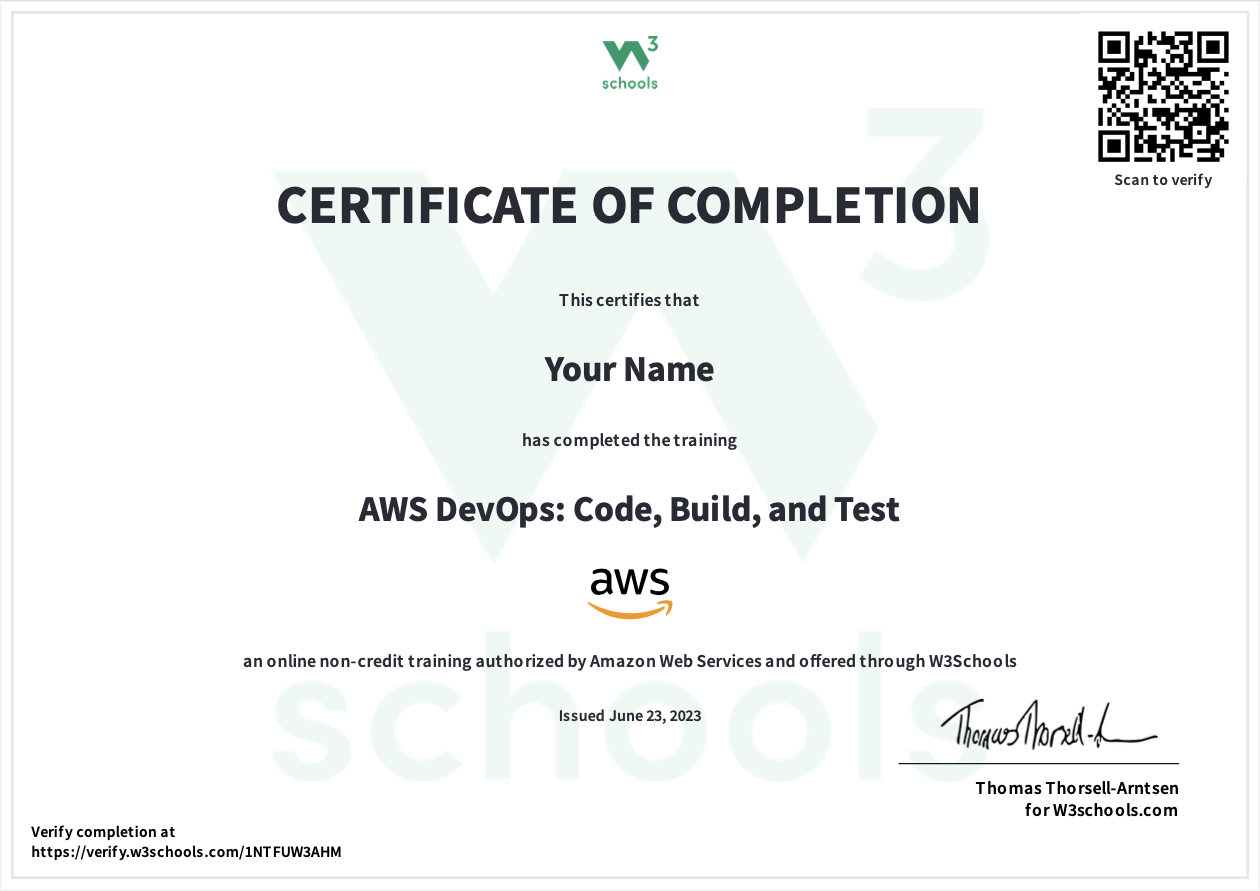 W3
schools
Scan to verify
CERTIFICATE OF COMPLETION
This certifies that
Your Name
has completed the training
AWS DevOps: Code, Build, and Test
aws
an online non-credit training authorized by Amazon Web Services and offered through W3Schools
Issued June 23, 2023
Thomas Thorsell-A
Thomas Thorsell-Arntsen
for W3schools.com
Verify completion at
https://verify.w3schools.com/1NTFUW3AHM
W3
schools